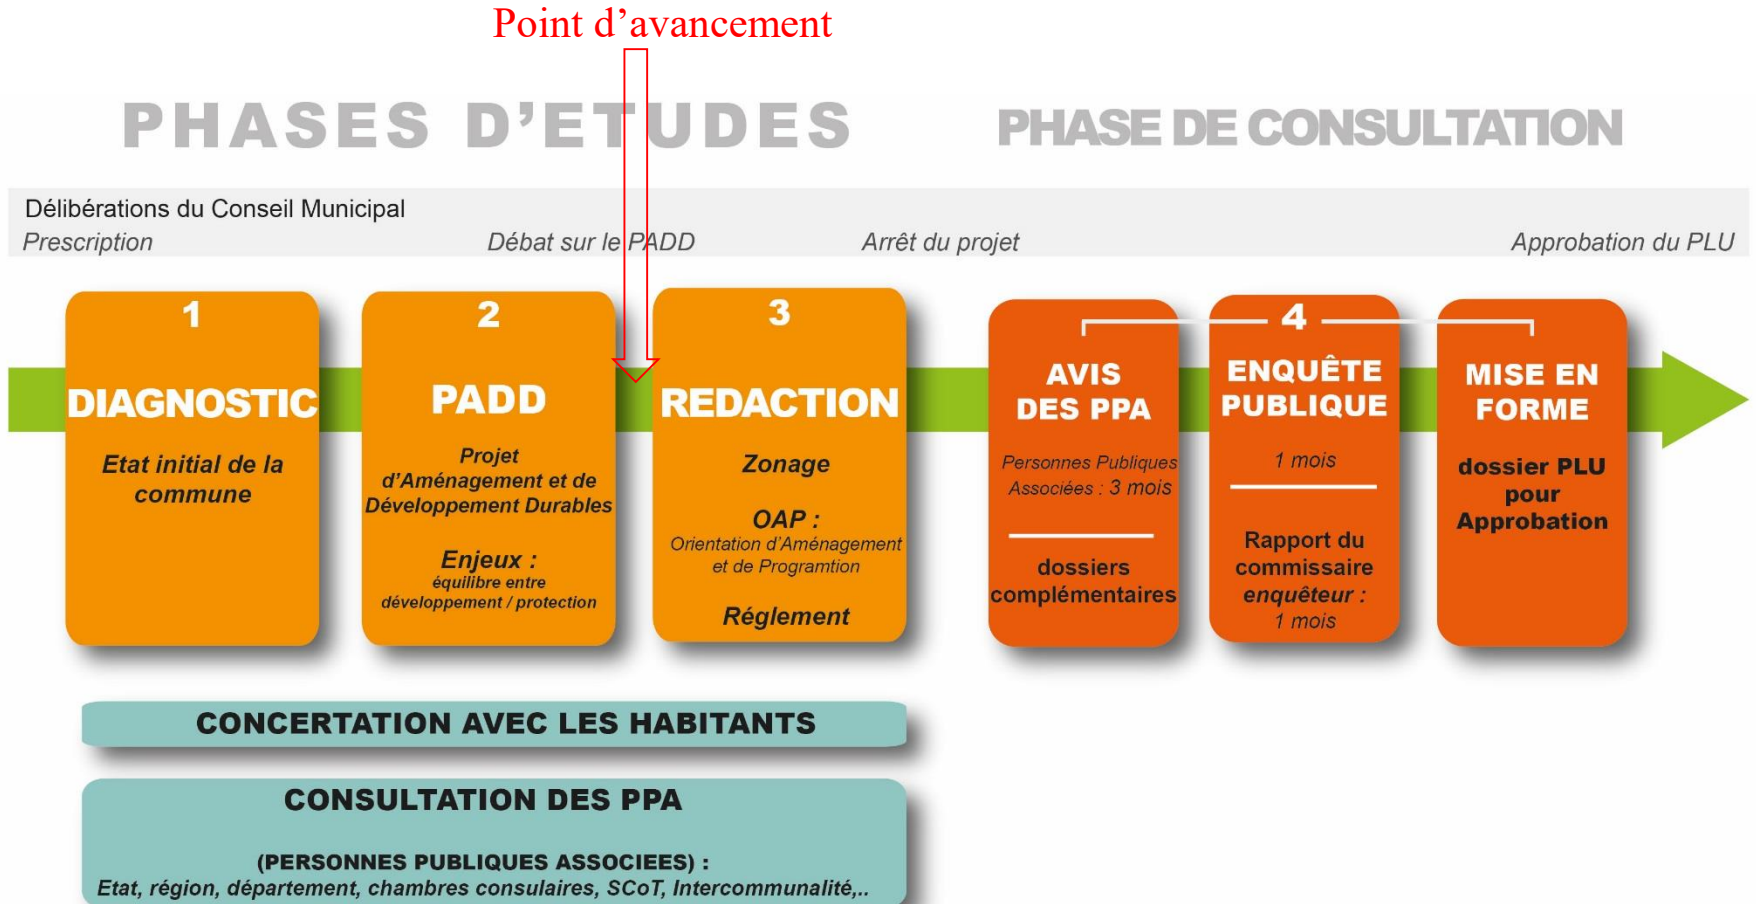 Point d’avancement
PHASES D’ETUDES
PHASE DE CONSULTATION
Délibérations du Conseil Municipal
Prescription
Débat sur le PADD
Arrêt du projet
Approbation du PLU
1
DIAGNOSTIC
Etat initial de la
commune
2
PADD
Projet
d’Aménagement et de
Développement Durables
Enjeux :
équilibre entre
développement / protection
3
REDACTION
Zonage
OAP :
Orientation d’Aménagement
et de Programtion
Réglement
4
AVIS
DES PPA
Personnes Publiques
Associées : 3 mois
dossiers
complémentaires
ENQUÊTE
PUBLIQUE
1 mois
Rapport du
commissaire
enquêteur :
1 mois
MISE EN
FORME
dossier PLU
pour
Approbation
CONCERTATION AVEC LES HABITANTS
CONSULTATION DES PPA
(PERSONNES PUBLIQUES ASSOCIEES) :
Etat, région, département, chambres consulaires, SCoT, Intercommunalité,..